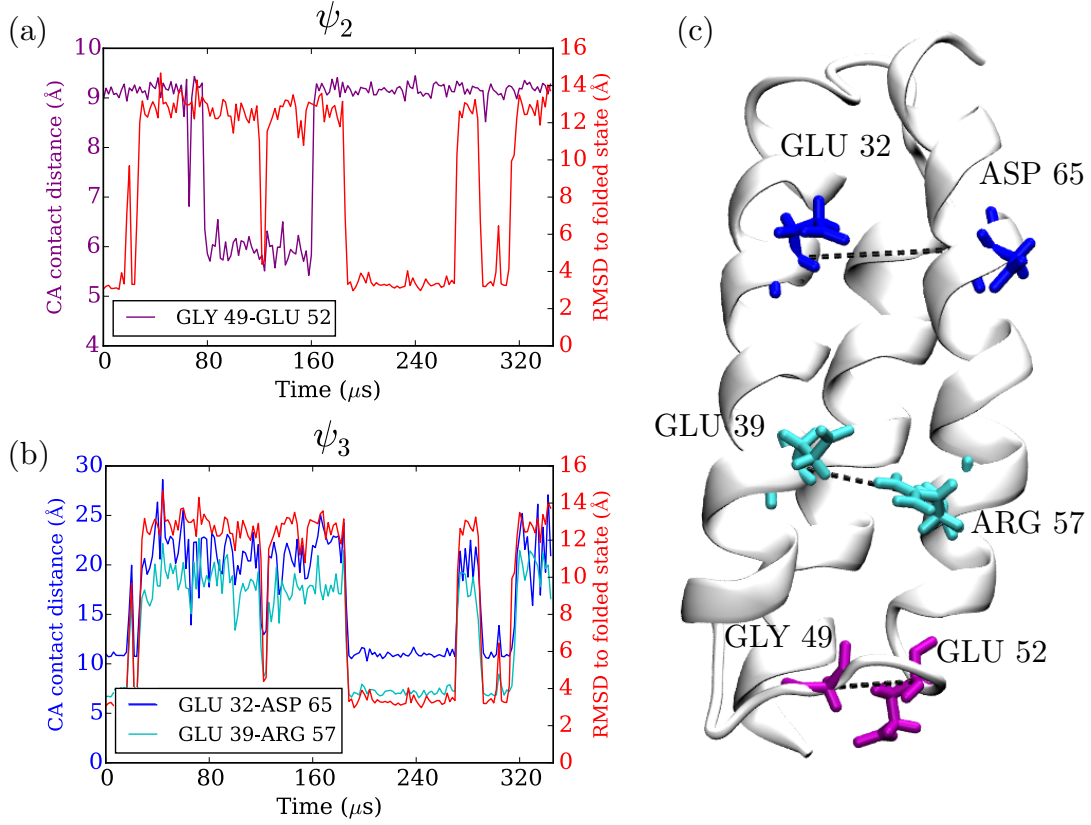 (a)
ψ2
CA contact distance (Å)
10
9
8
7
6
5
4
GLY 49-GLU 52
0 80 160 240 320
Time (μs)
16
14
12
10
8
6
4
2
0
RMSD to folded state (Å)
(b)
ψ3
CA contact distance (Å)
30
25
20
15
10
5
0
GLU 32-ASP 65
GLU 39-ARG 57
0 80 160 240 320
Time (μs)
16
14
12
10
8
6
4
2
0
RMSD to folded state (Å)
(c)
GLU 32
ASP 65
GLU 39
ARG 57
GLY 49
GLU 52